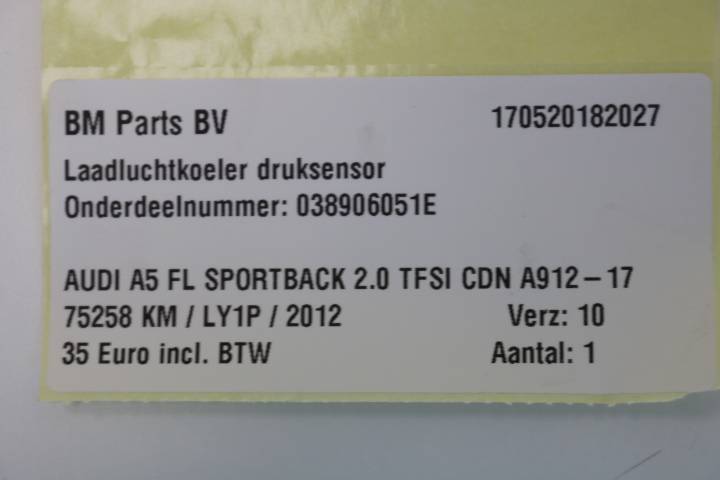 BM Parts BV 170520182027
Laadluchtkoeler druksensor
Onderdeelnummer: 038906051E
AUDI A5 FL SPORTBACK 2.0 TFSI CDN A912-17
75258 KM / LY1P / 2012 Verz: 10
35 Euro incl. BTW Aantal: 1